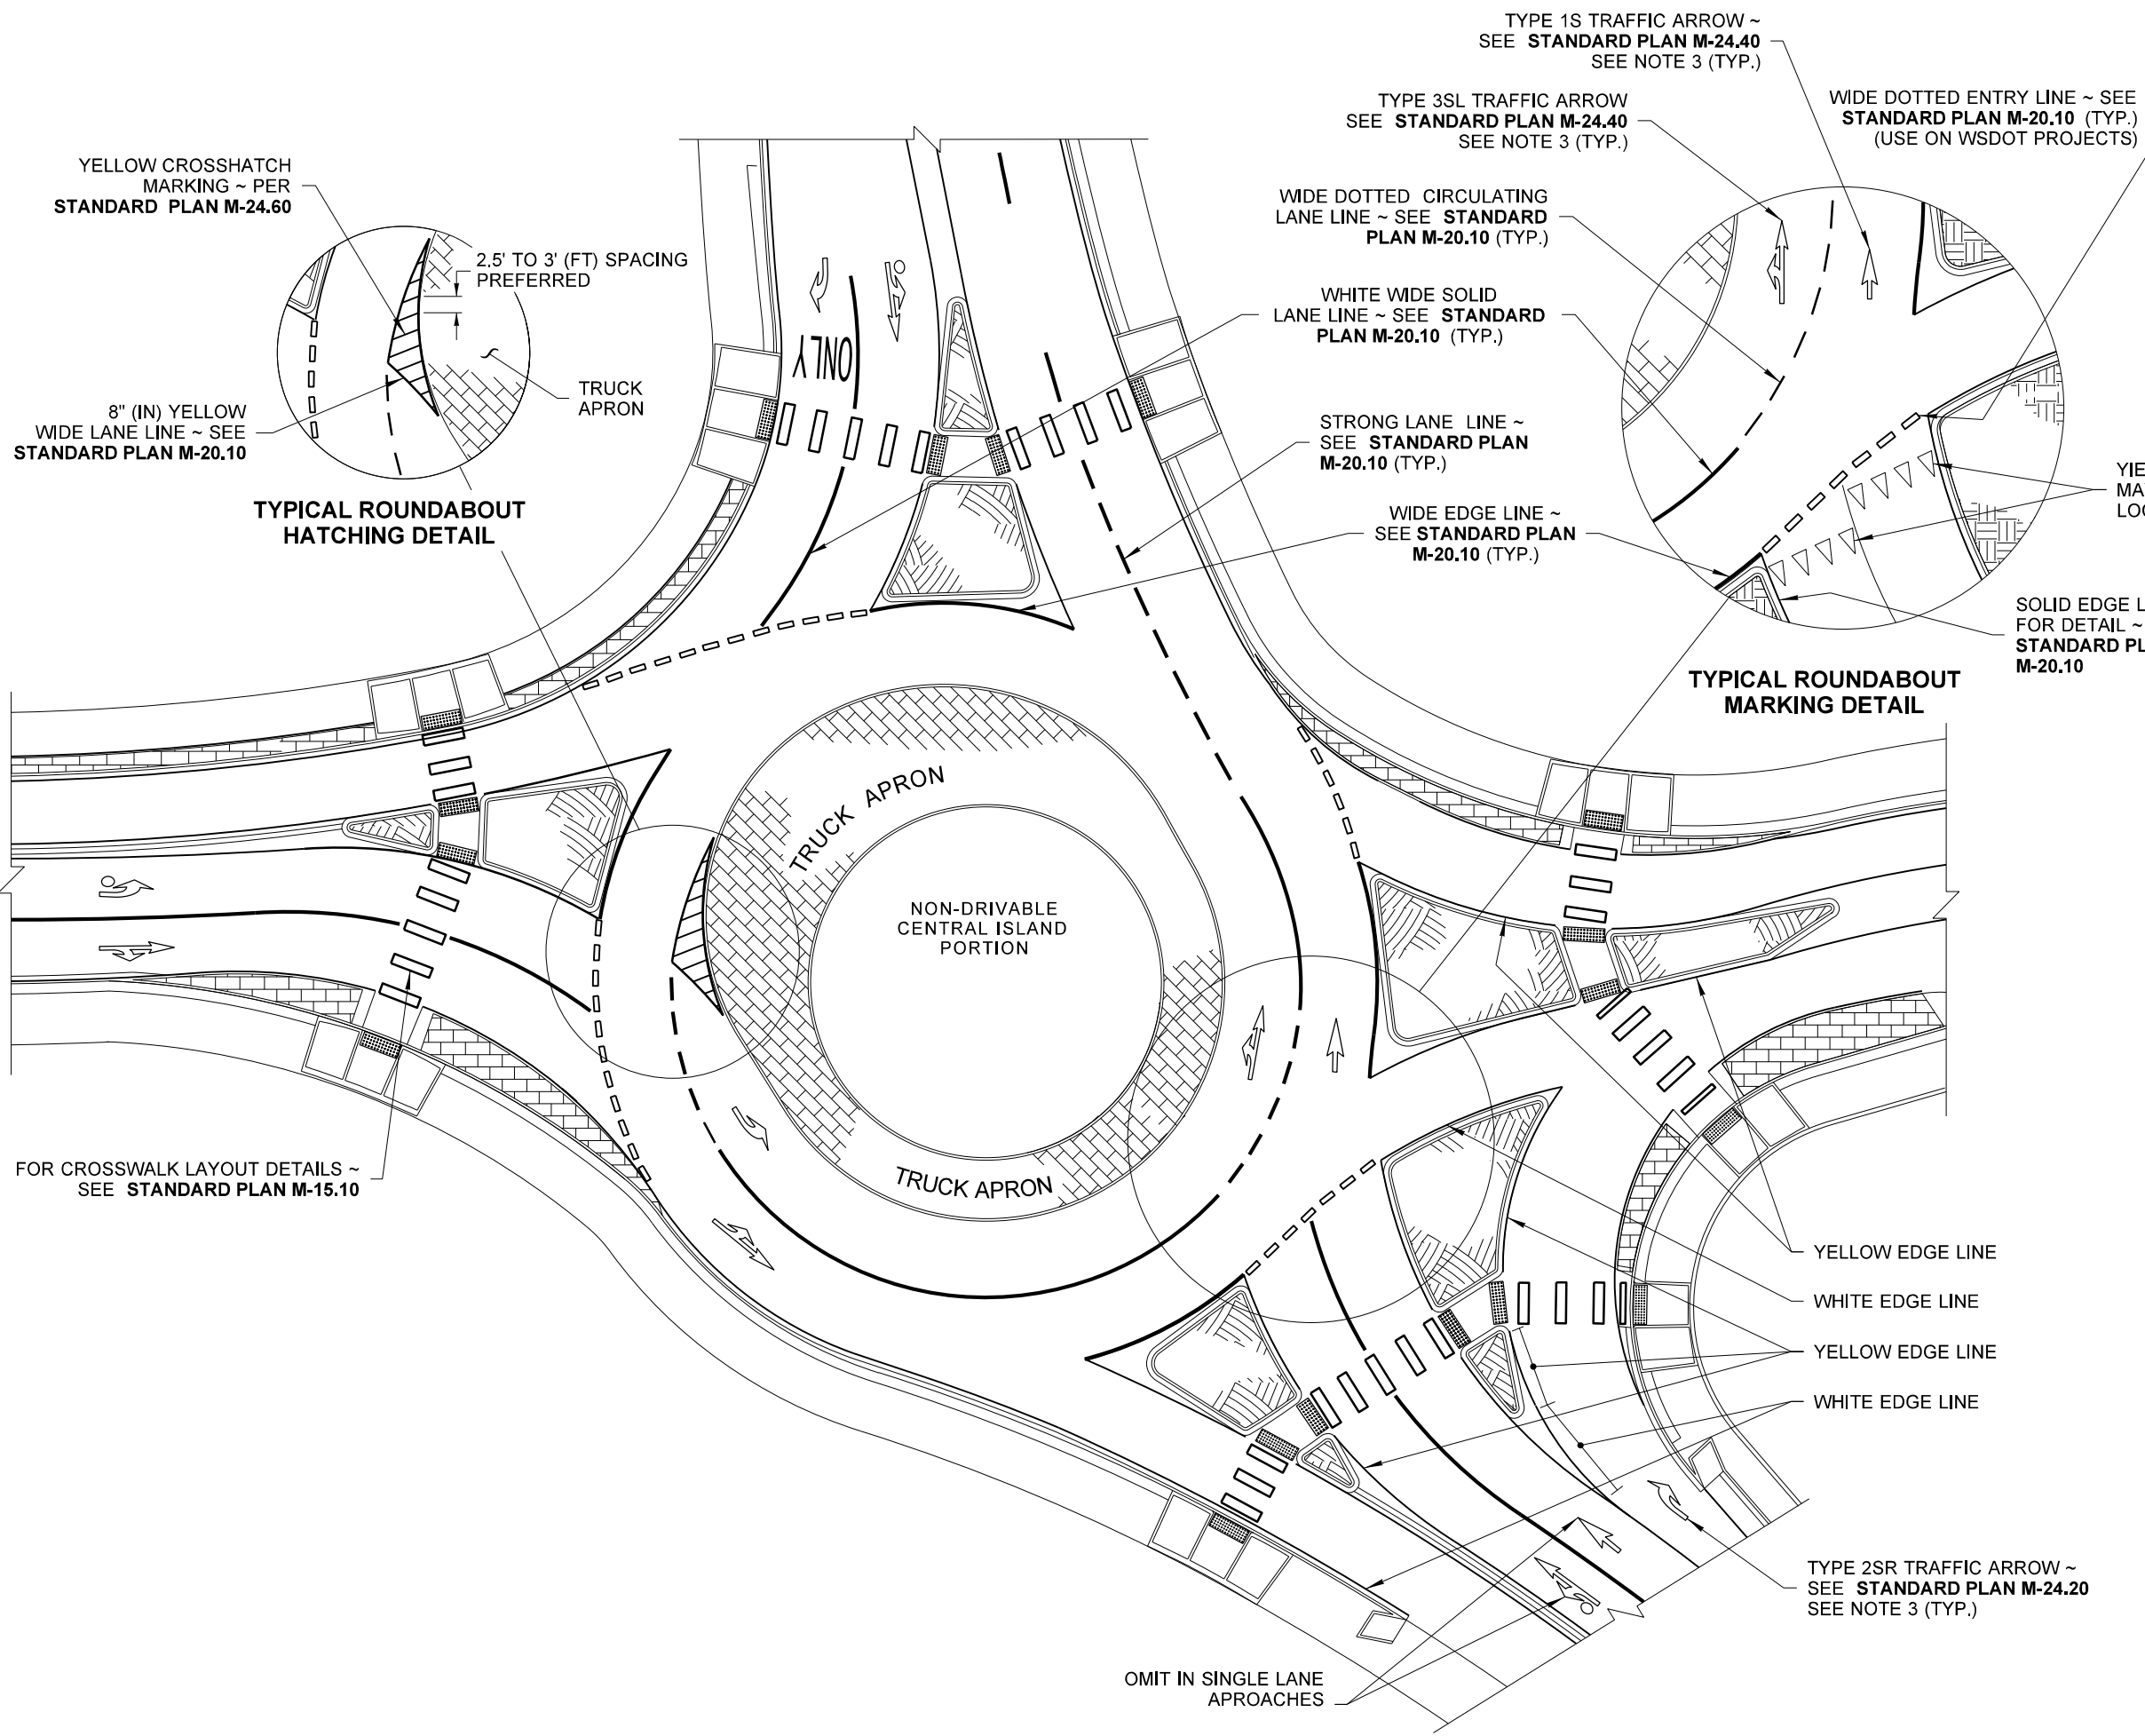 TYPE 1S TRAFFIC ARROW ~
SEE STANDARD PLAN M-24.40
SEE NOTE 3 (TYP.)
TYPE 3SL TRAFFIC ARROW
SEE STANDARD PLAN M-24.40
SEE NOTE 3 (TYP.)
WIDE DOTTED ENTRY LINE ~ SEE
STANDARD PLAN M-20.10 (TYP.)
(USE ON WSDOT PROJECTS)
YELLOW CROSSHATCH
MARKING ~ PER
STANDARD PLAN M-24.60
2.5' TO 3' (FT) SPACING
PREFERRED
TRUCK
APRON
8" (IN) YELLOW
WIDE LANE LINE ~ SEE
STANDARD PLAN M-20.10
TYPICAL ROUNDABOUT
HATCHING DETAIL
WIDE DOTTED CIRCULATING
LANE LINE ~ SEE STANDARD
PLAN M-20.10 (TYP.)
WHITE WIDE SOLID
LANE LINE ~ SEE STANDARD
PLAN M-20.10 (TYP.)
STRONG LANE LINE ~
SEE STANDARD PLAN
M-20.10 (TYP.)
WIDE EDGE LINE ~
SEE STANDARD PLAN
M-20.10 (TYP.)
ONLY
YIE
MA
LOC
SOLID EDGE L
FOR DETAIL ~
STANDARD PL
M-20.10
TYPICAL ROUNDABOUT
MARKING DETAIL
TRUCK APRON
NON-DRIVABLE
CENTRAL ISLAND
PORTION
TRUCK APRON
FOR CROSSWALK LAYOUT DETAILS ~
SEE STANDARD PLAN M-15.10
YELLOW EDGE LINE
WHITE EDGE LINE
YELLOW EDGE LINE
WHITE EDGE LINE
TYPE 2SR TRAFFIC ARROW ~
SEE STANDARD PLAN M-24.20
SEE NOTE 3 (TYP.)
OMIT IN SINGLE LANE
APROACHES